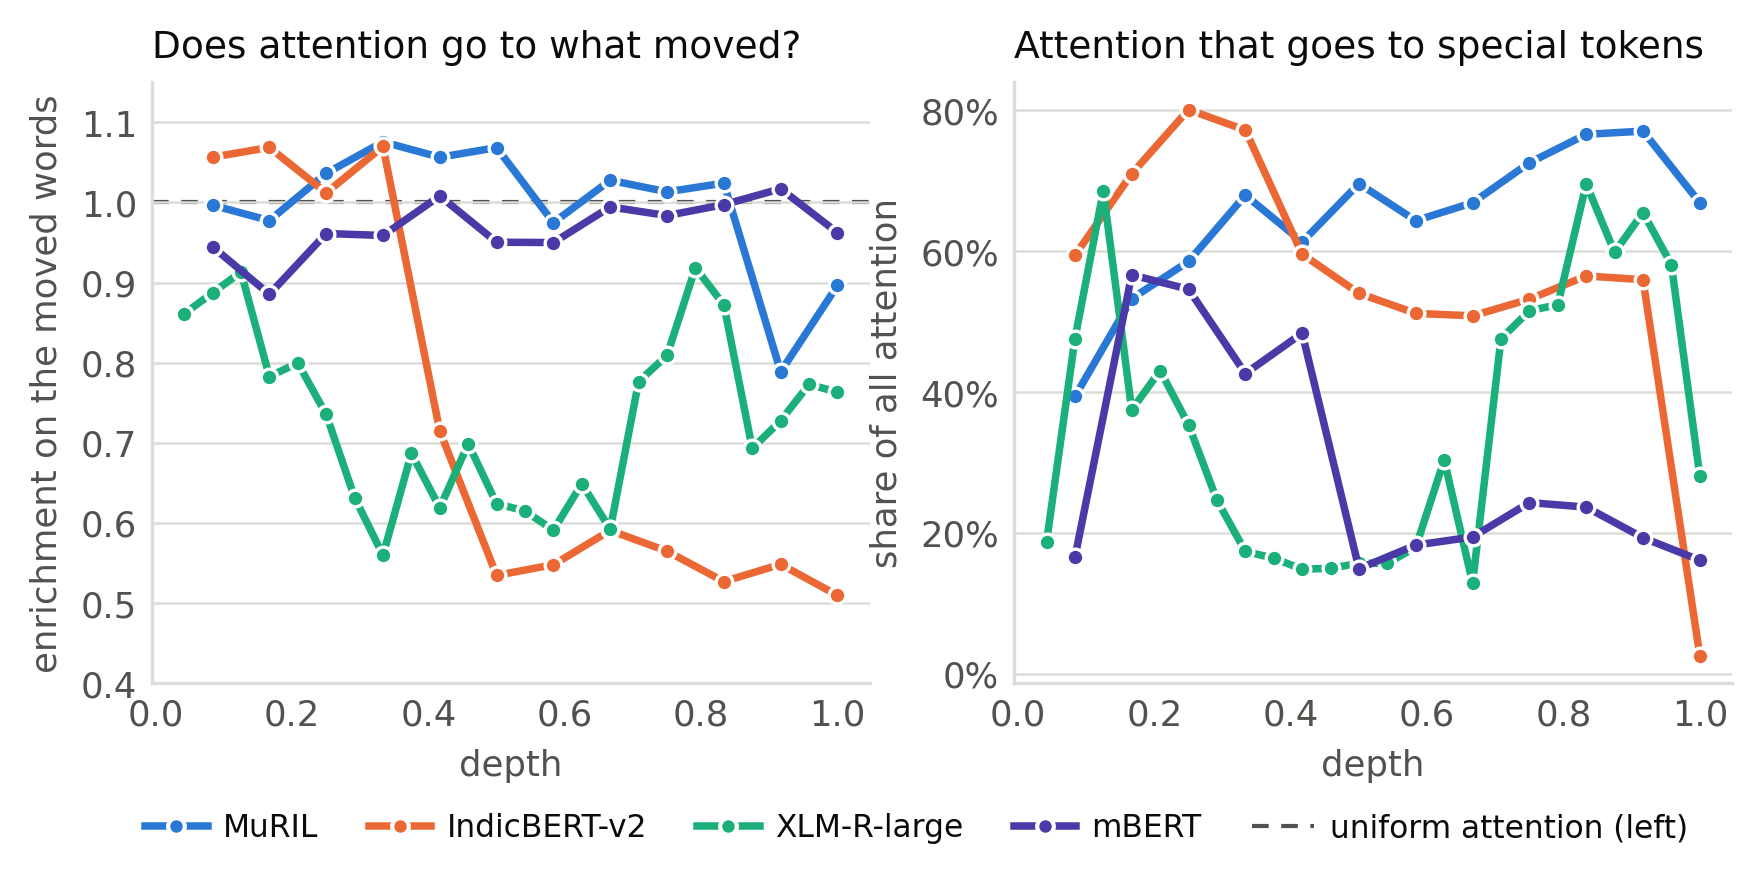 Does attention go to what moved?
enrichment on the moved words
1.1
1.0
0.9
0.8
0.7
0.6
0.5
0.4
0.0 0.2 0.4 0.6 0.8 1.0
depth
Attention that goes to special tokens
share of all attention
80%
60%
40%
20%
0%
0.0 0.2 0.4 0.6 0.8 1.0
depth
MuRIL IndicBERT-v2 XLM-R-large mBERT uniform attention (left)